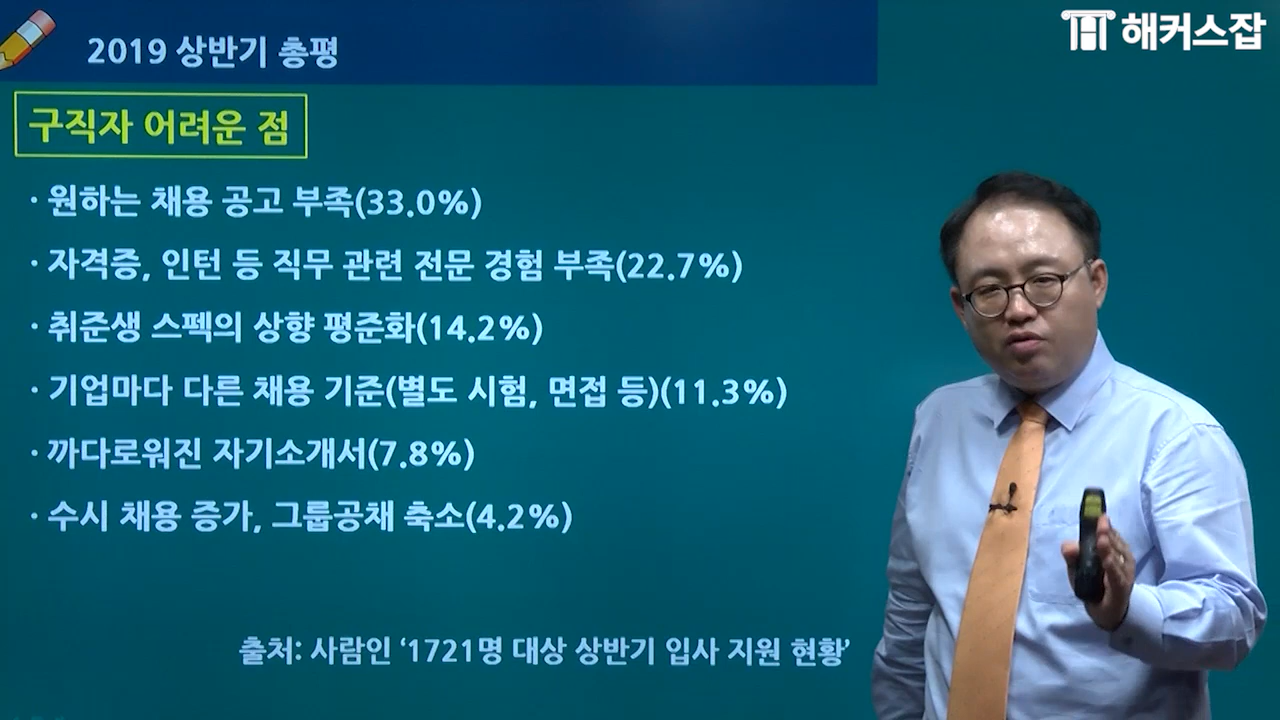 해커스잡
2019 상반기 총평
구직자 어려운 점
· 원하는 채용 공고 부족(33.0%)
· 자격증, 인턴 등 직무 관련 전문 경험 부족(22.7%)
· 취준생 스펙의 상향 평준화(14.2%)
· 기업마다 다른 채용 기준(별도 시험, 면접 등)(11.3%)
· 까다로워진 자기소개서(7.8%)
· 수시 채용 증가, 그룹공채 축소(4.2%)
출처: 사람인 ‘1721명 대상 상반기 입사 지원 현황’